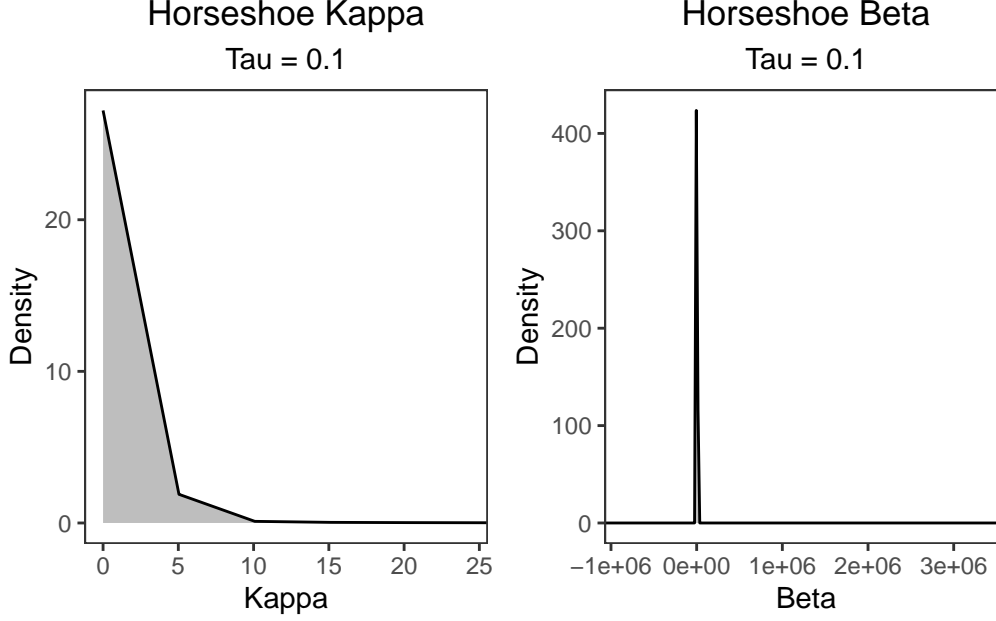 Horseshoe Kappa
Tau = 0.1
Density
20
10
0
0 5 10 15 20 25
Kappa
Horseshoe Beta
Tau = 0.1
Density
400
300
200
100
0
−1e+06 0e+00 1e+06 2e+06 3e+06
Beta